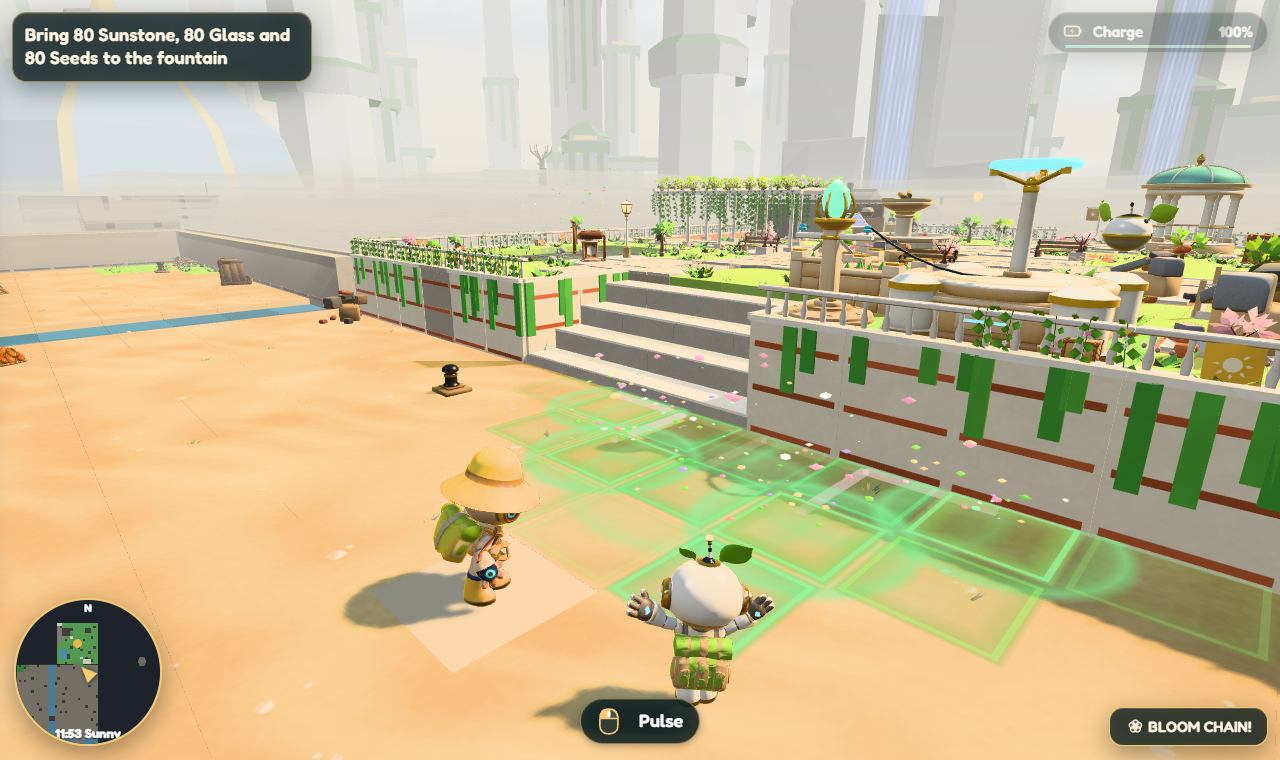 Bring 80 Sunstone, 80 Glass and
80 Seeds to the fountain
Charge 100%
N
11:53 Sunny
Pulse
BLOOM CHAIN!